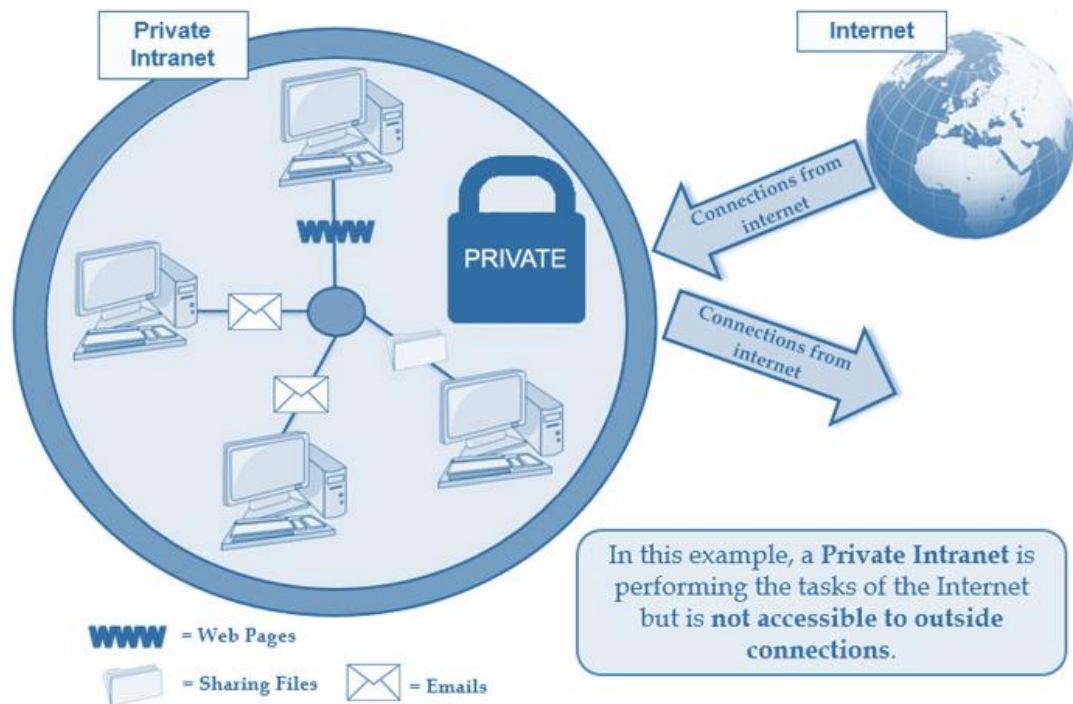 Private
Intranet
Internet
WWW
PRIVATE
Connections from
internet
Connections from
internet
In this example, a Private Intranet is
performing the tasks of the Internet
but is not accessible to outside
connections.
WWW = Web Pages
= Sharing Files
= Emails